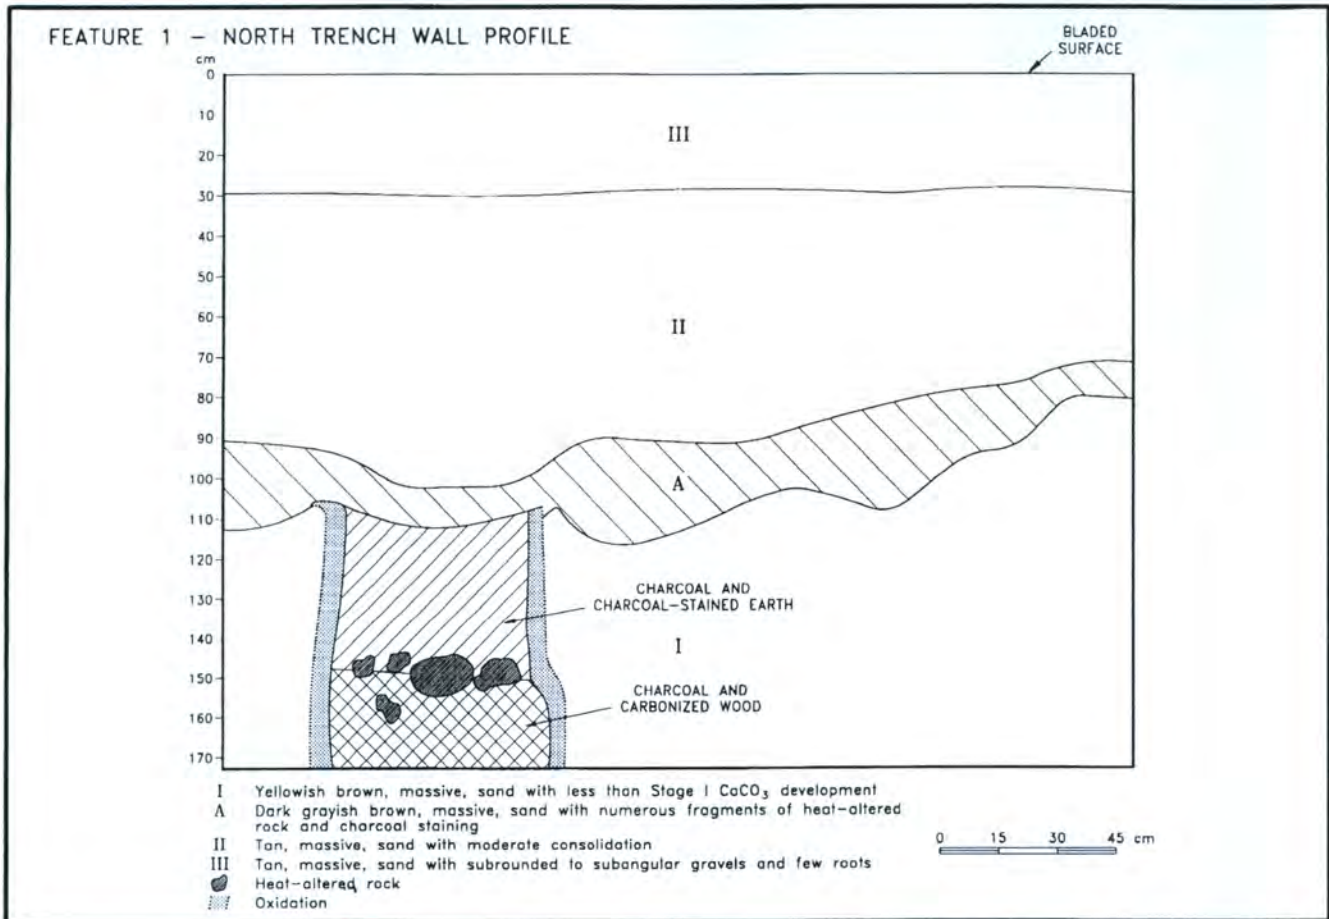 FEATURE 1 – NORTH TRENCH WALL PROFILE
BLADED
SURFACE
cm
0
10
20
30
40
50
60
70
80
90
100
110
120
130
140
150
160
170
III
II
A
CHARCOAL AND
CHARCOAL-STAINED EARTH
I
CHARCOAL AND
CARBONIZED WOOD
I Yellowish brown, massive, sand with less than Stage I CaCO₃ development
A Dark grayish brown, massive, sand with numerous fragments of heat-altered
rock and charcoal staining
II Tan, massive, sand with moderate consolidation
III Tan, massive, sand with subrounded to subangular gravels and few roots
Heat-altered rock
Oxidation
0 15 30 45 cm